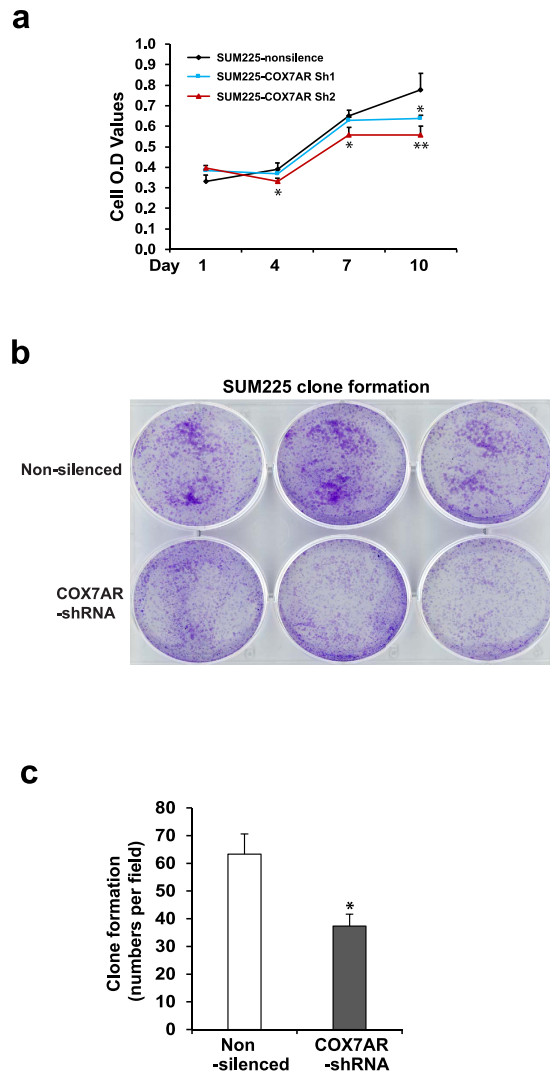 a
SUM225-nonsilence
SUM225-COX7AR Sh1
SUM225-COX7AR Sh2
Cell O.D Values
1.0
0.9
0.8
0.7
0.6
0.5
0.4
0.3
0.2
0.1
0.0
*
*
*
**
Day 1 4 7 10
b
SUM225 clone formation
Non-silenced
COX7AR
-shRNA
c
Clone formation
(numbers per field)
80
70
60
50
40
30
20
10
0
*
Non
-silenced
COX7AR
-shRNA